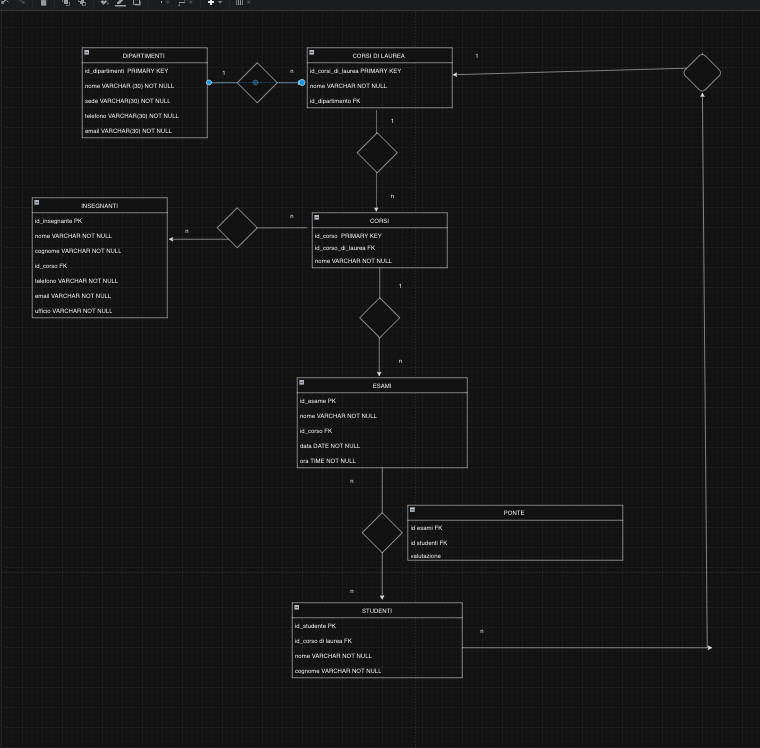 DIPARTIMENTI
id_dipartimenti  PRIMARY KEY
nome VARCHAR (30) NOT NULL
sede VARCHAR(30) NOT NULL
telefono VARCHAR(30) NOT NULL
email VARCHAR(30) NOT NULL
1
n
CORSI DI LAUREA
id_corsi_di_laurea PRIMARY KEY
nome VARCHAR NOT NULL
id_dipartimento FK
1
1
n
INSEGNANTI
id_insegnante PK
nome VARCHAR NOT NULL
cognome VARCHAR NOT NULL
id_corso FK
telefono VARCHAR NOT NULL
email VARCHAR NOT NULL
ufficio VARCHAR NOT NULL
n
n
CORSI
id_corso  PRIMARY KEY
id_corso_di_laurea FK
nome VARCHAR NOT NULL
1
n
ESAMI
id_esame PK
nome VARCHAR NOT NULL
id_corso FK
data DATE NOT NULL
ora TIME NOT NULL
n
PONTE
id esami FK
id studenti FK
valutazione
n
STUDENTI
id_studente PK
id_corso di laurea FK
nome VARCHAR NOT NULL
cognome VARCHAR NOT NULL
n